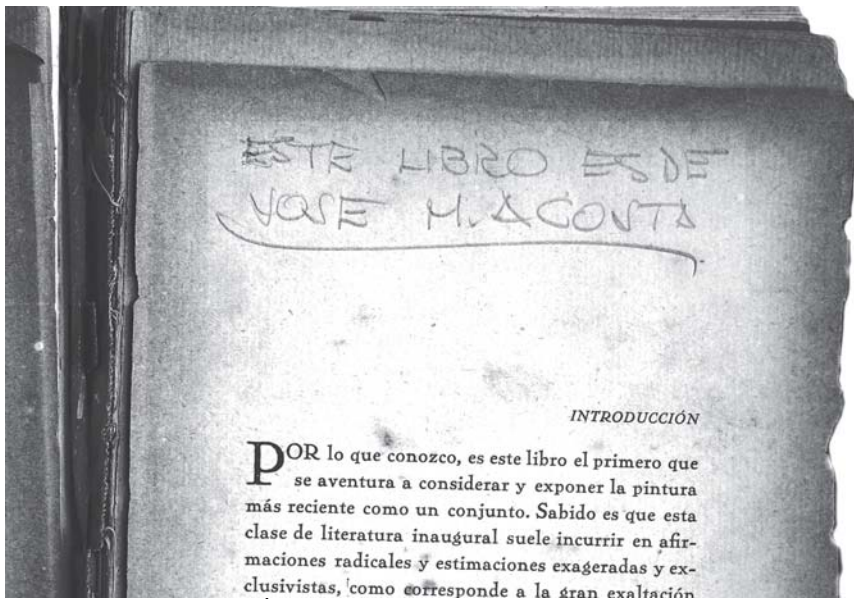 ESTE LIBRO ES DE
JOSE M. ACOSTA
INTRODUCCIÓN
POR lo que conozco, es este libro el primero que
se aventura a considerar y exponer la pintura
más reciente como un conjunto. Sabido es que esta
clase de literatura inaugural suele incurrir en afir-
maciones radicales y estimaciones exageradas y ex-
clusivistas, como corresponde a la gran exaltación